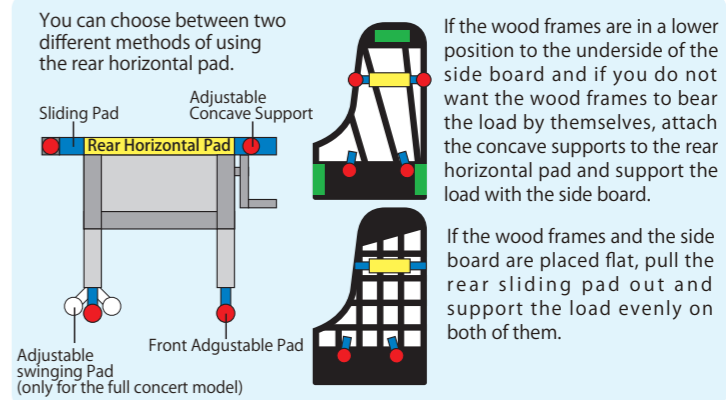 You can choose between two
different methods of using
the rear horizontal pad.
Sliding Pad
Adjustable
Concave Support
Rear Horizontal Pad
Adjustable
swinging Pad
(only for the full concert model)
Front Adgustable Pad
If the wood frames are in a lower
position to the underside of the
side board and if you do not
want the wood frames to bear
the load by themselves, attach
the concave supports to the rear
horizontal pad and support the
load with the side board.
If the wood frames and the side
board are placed flat, pull the
rear sliding pad out and
support the load evenly on
both of them.